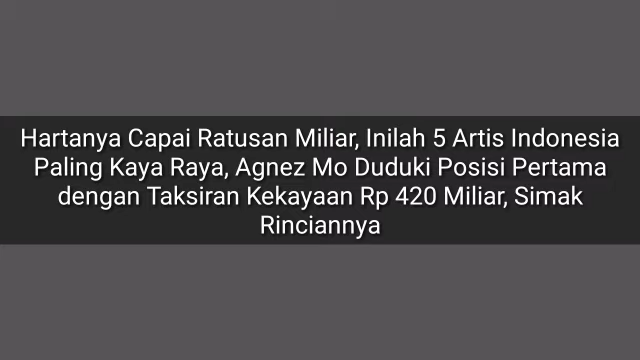 Hartanya Capai Ratusan Miliar, Inilah 5 Artis Indonesia
Paling Kaya Raya, Agnez Mo Duduki Posisi Pertama
dengan Taksiran Kekayaan Rp 420 Miliar, Simak
Rinciannya